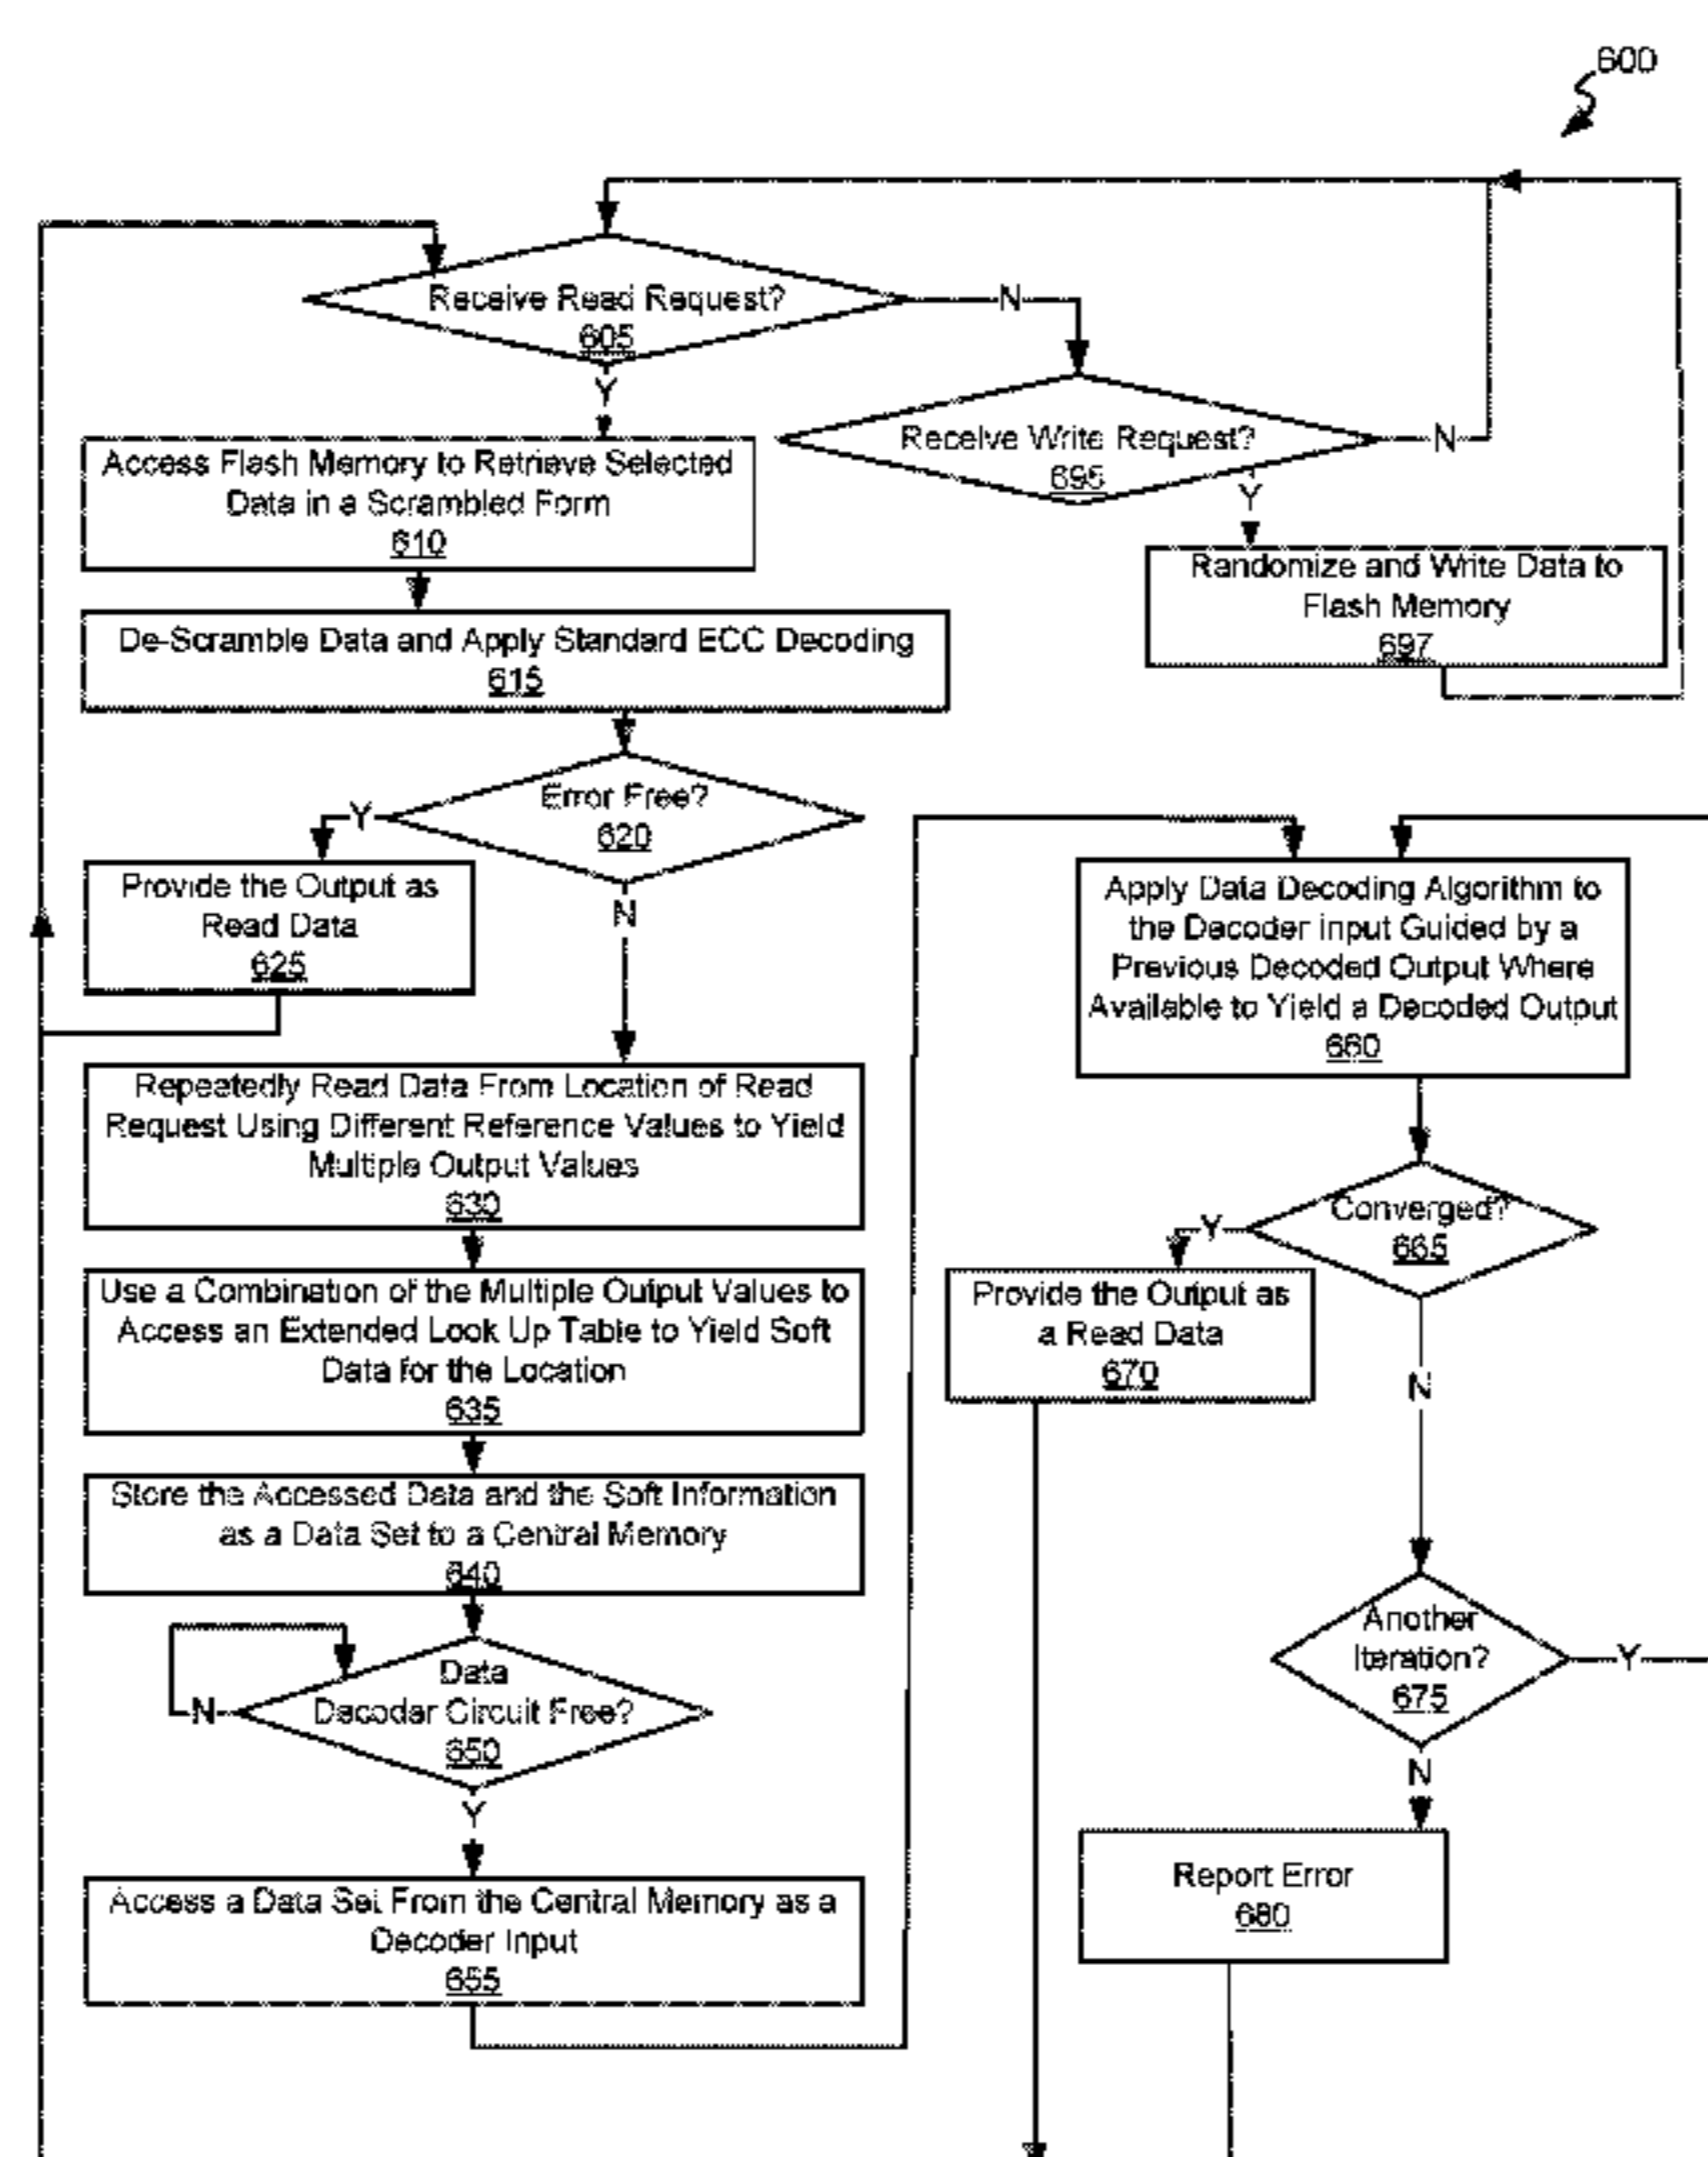 600
Receive Read Request?
605
N
Y
Receive Write Request?
695
N
Y
Access Flash Memory to Retrieve Selected
Data in a Scrambled Form
610
Randomize and Write Data to
Flash Memory
697
De-Scramble Data and Apply Standard ECC Decoding
615
Error Free?
620
Y
N
Provide the Output as
Read Data
625
Repeatedly Read Data From Location of Read
Request Using Different Reference Values to Yield
Multiple Output Values
630
Use a Combination of the Multiple Output Values to
Access an Extended Look Up Table to Yield Soft
Data for the Location
635
Store the Accessed Data and the Soft Information
as a Data Set to a Central Memory
640
Data
Decoder Circuit Free?
650
N
Y
Access a Data Set From the Central Memory as a
Decoder Input
655
Apply Data Decoding Algorithm to
the Decoder input Guided by a
Previous Decoded Output Where
Available to Yield a Decoded Output
660
Converged?
665
Y
N
Provide the Output as
a Read Data
670
Another
Iteration?
675
Y
N
Report Error
680